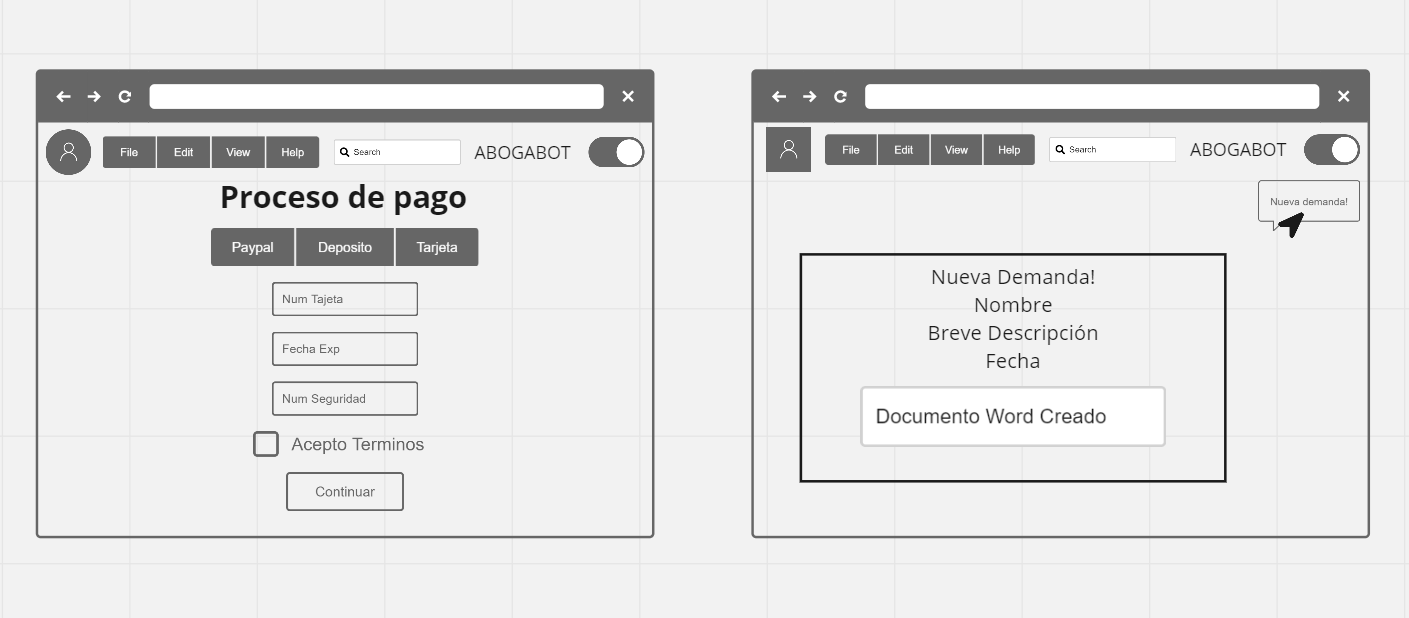 File Edit View Help Search ABOGABOT
Proceso de pago
Paypal Deposito Tarjeta
Num Tajeta
Fecha Exp
Num Seguridad
Acepto Terminos
Continuar
File Edit View Help Search ABOGABOT
Nueva demanda!
Nueva Demanda!
Nombre
Breve Descripción
Fecha
Documento Word Creado